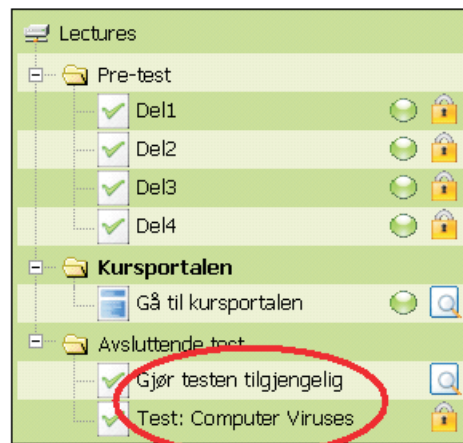 Lectures
Pre-test
Del1
Del2
Del3
Del4
Kursportalen
Gå til kursportalen
Avsluttende test
Gjør testen tilgjengelig
Test: Computer Viruses